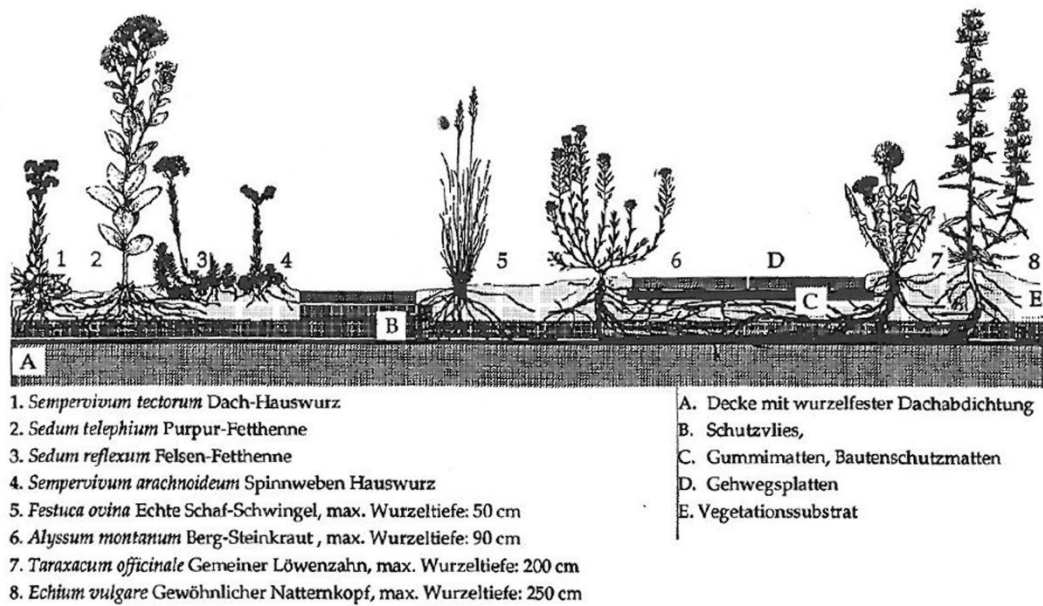 1 2 3 4 5 6 D 7 8
C E
B
A
1. Sempervivum tectorum Dach-Hauswurz
2. Sedum telephium Purpur-Fetthenne
3. Sedum reflexum Felsen-Fetthenne
4. Sempervivum arachnoideum Spinnweben Hauswurz
5. Festuca ovina Echte Schaf-Schwingel, max. Wurzeltiefe: 50 cm
6. Alyssum montanum Berg-Steinkraut , max. Wurzeltiefe: 90 cm
7. Taraxacum officinale Gemeiner Löwenzahn, max. Wurzeltiefe: 200 cm
8. Echium vulgare Gewöhnlicher Natternkopf, max. Wurzeltiefe: 250 cm
A. Decke mit wurzelfester Dachabdichtung
B. Schutzvlies,
C. Gummimatten, Bautenschutzmatten
D. Gehwegsplatten
E. Vegetationssubstrat